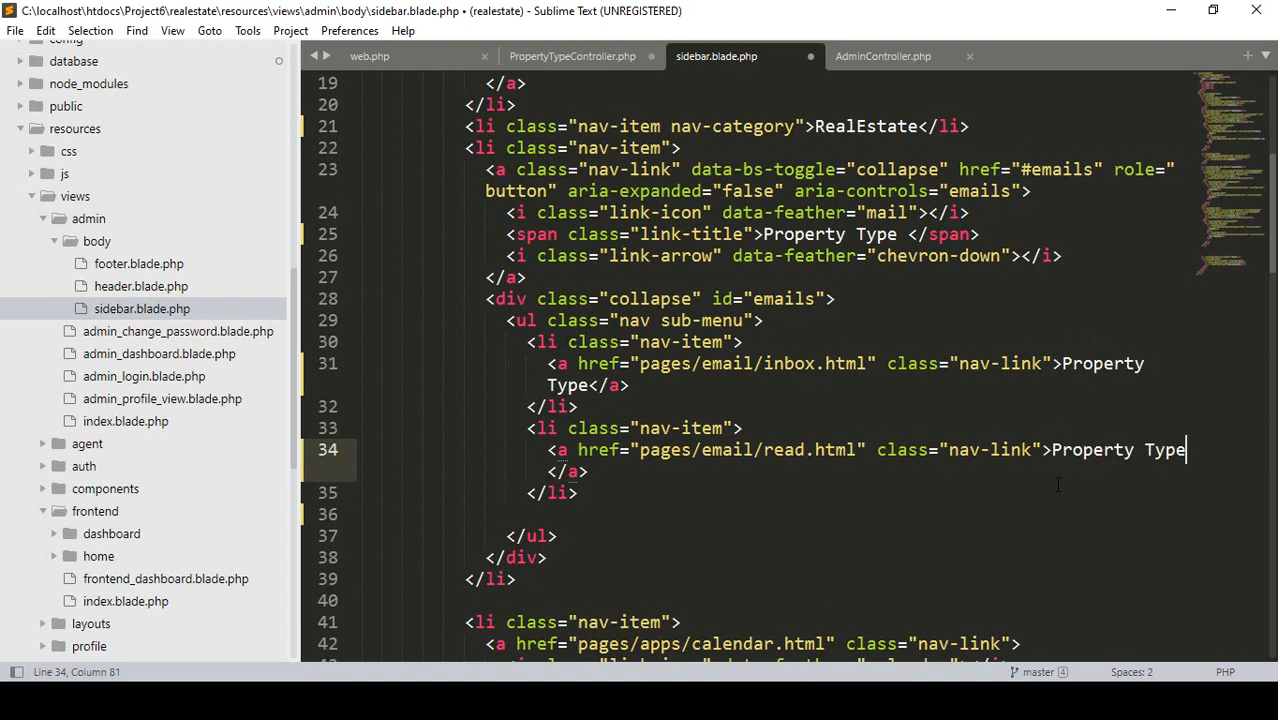 C:\localhost\htdocs\Project6\realestate\resources\views\admin\body\sidebar.blade.php • (realestate) - Sublime Text (UNREGISTERED)
File Edit Selection Find View Goto Tools Project Preferences Help
web.php PropertyTypeController.php sidebar.blade.php AdminController.php
database
node_modules
public
resources
css
js
views
admin
body
footer.blade.php
header.blade.php
sidebar.blade.php
admin_change_password.blade.php
admin_dashboard.blade.php
admin_login.blade.php
admin_profile_view.blade.php
index.blade.php
agent
auth
components
frontend
dashboard
home
frontend_dashboard.blade.php
index.blade.php
layouts
profile
19 </a>
20 </li>
21 <li class="nav-item nav-category">RealEstate</li>
22 <li class="nav-item">
23 <a class="nav-link" data-bs-toggle="collapse" href="#emails" role="
button" aria-expanded="false" aria-controls="emails">
24 <i class="link-icon" data-feather="mail"></i>
25 <span class="link-title">Property Type </span>
26 <i class="link-arrow" data-feather="chevron-down"></i>
27 </a>
28 <div class="collapse" id="emails">
29 <ul class="nav sub-menu">
30 <li class="nav-item">
31 <a href="pages/email/inbox.html" class="nav-link">Property
Type</a>
32 </li>
33 <li class="nav-item">
34 <a href="pages/email/read.html" class="nav-link">Property Type
</a>
35 </li>
36
37 </ul>
38 </div>
39 </li>
40
41 <li class="nav-item">
42 <a href="pages/apps/calendar.html" class="nav-link">
Line 34, Column 81 master 4 Spaces: 2 PHP